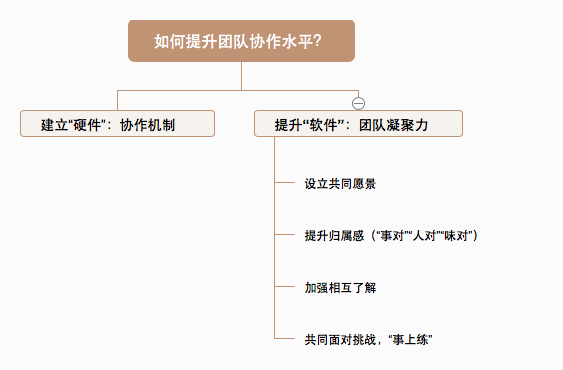 如何提升团队协作水平？
建立“硬件”：协作机制
提升“软件”：团队凝聚力
设立共同愿景
提升归属感（“事对”“人对”“味对”）
加强相互了解
共同面对挑战，“事上练”